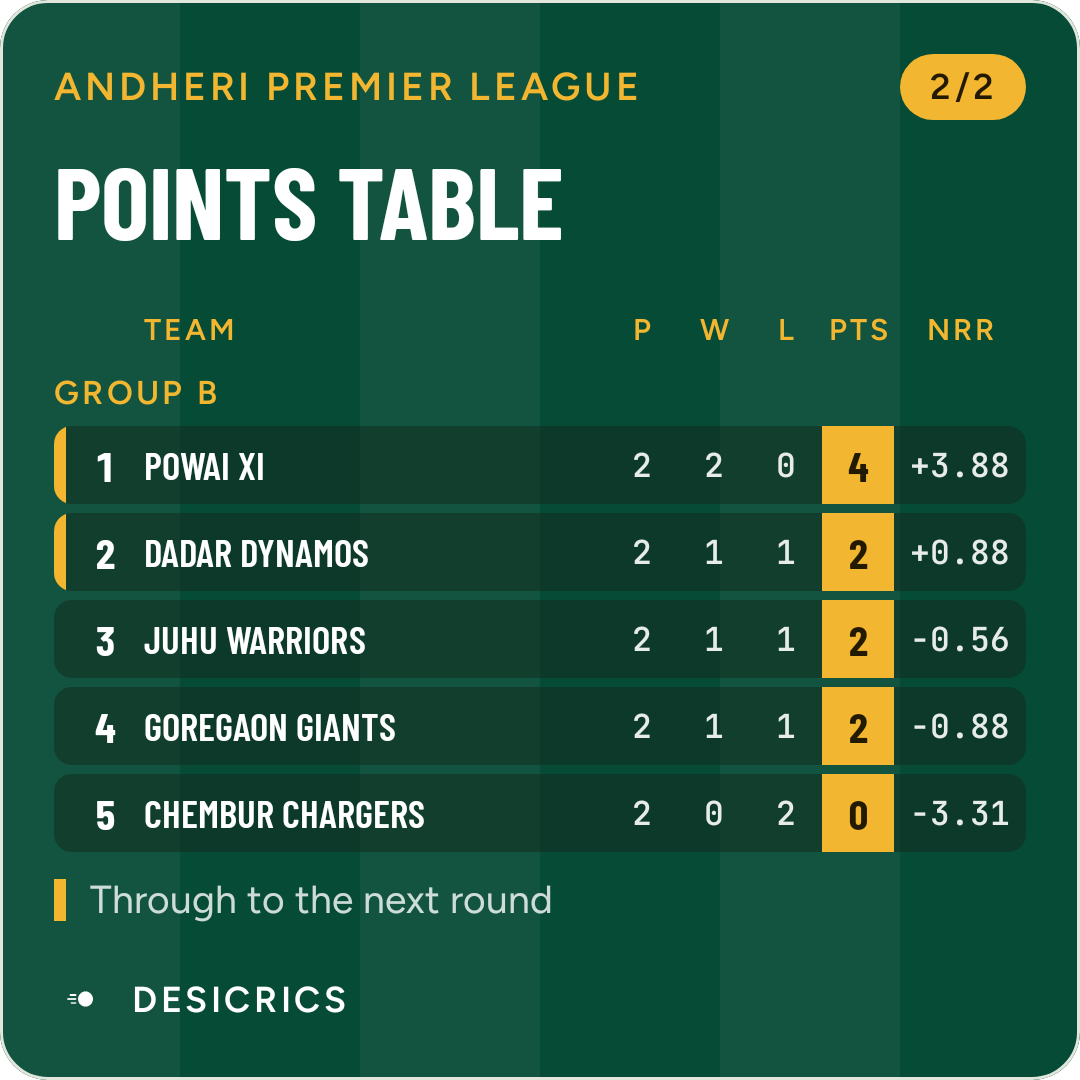 ANDHERI PREMIER LEAGUE 2/2
POINTS TABLE
TEAM P W L PTS NRR
GROUP B
1 POWAI XI 2 2 0 4 +3.88
2 DADAR DYNAMOS 2 1 1 2 +0.88
3 JUHU WARRIORS 2 1 1 2 -0.56
4 GOREGAON GIANTS 2 1 1 2 -0.88
5 CHEMBUR CHARGERS 2 0 2 0 -3.31
Through to the next round
DESICRICS